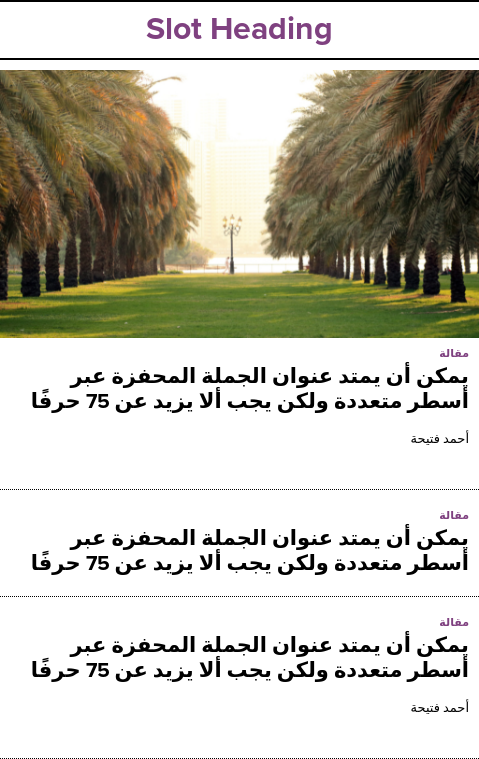 Slot Heading
مقالة
يمكن أن يمتد عنوان الجملة المحفزة عبر
أسطر متعددة ولكن يجب ألا يزيد عن 75 حرفًا
أحمد فتيحة
مقالة
يمكن أن يمتد عنوان الجملة المحفزة عبر
أسطر متعددة ولكن يجب ألا يزيد عن 75 حرفًا
مقالة
يمكن أن يمتد عنوان الجملة المحفزة عبر
أسطر متعددة ولكن يجب ألا يزيد عن 75 حرفًا
أحمد فتيحة